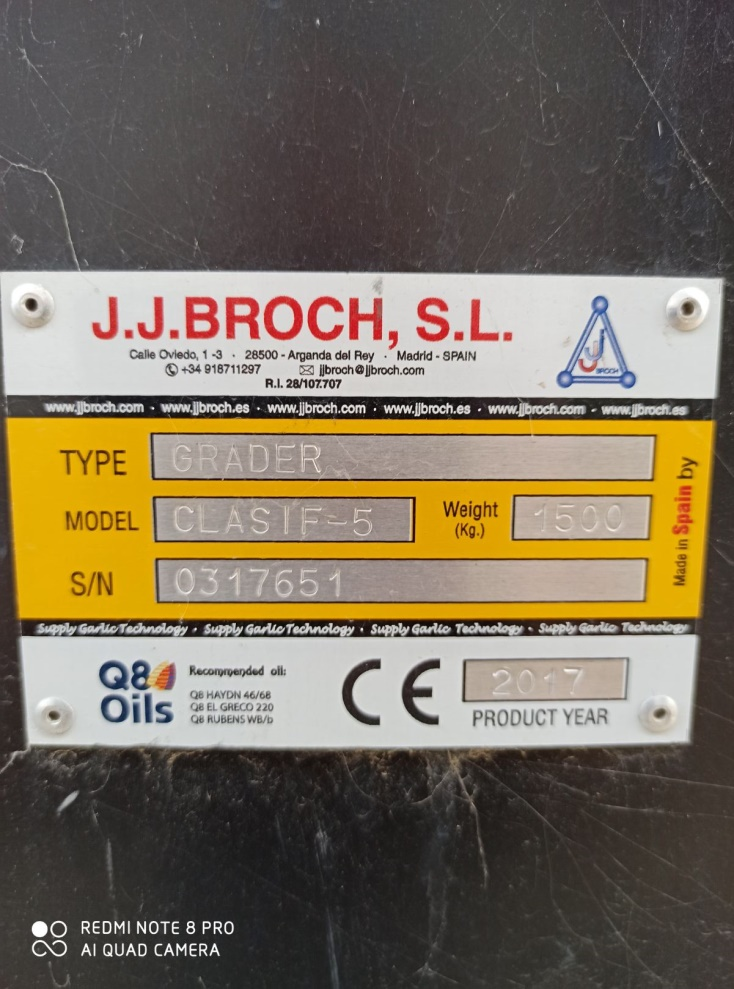 J.J.BROCH, S.L.
Calle Oviedo, 1 -3 · 28500 - Arganda del Rey · Madrid - SPAIN
+34 918711297 jjbroch@jjbroch.com
R.I. 28/107.707
JJ BROCH
www.jjbroch.com · www.jjbroch.es · www.jjbroch.com · www.jjbroch.es · www.jjbroch.com · www.jjbroch.es
TYPE GRADER
MODEL CLASIF-5 Weight (Kg.) 1500
S/N 0317651
Made in Spain by
Supply Garlic Technology · Supply Garlic Technology · Supply Garlic Technology · Supply Garlic Technology
Q8 Oils
Recommended oil:
Q8 HAYDN 46/68
Q8 EL GRECO 220
Q8 RUBENS WB/b
CE
2017
PRODUCT YEAR
REDMI NOTE 8 PRO
AI QUAD CAMERA